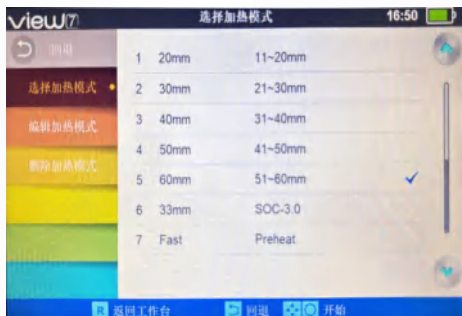 view(7) 选择加热模式 16:50
回退
选择加热模式
编辑加热模式
删除加热模式
1 20mm 11~20mm
2 30mm 21~30mm
3 40mm 31~40mm
4 50mm 41~50mm
5 60mm 51~60mm
6 33mm SOC-3.0
7 Fast Preheat
R 返回工作台 回退 开始